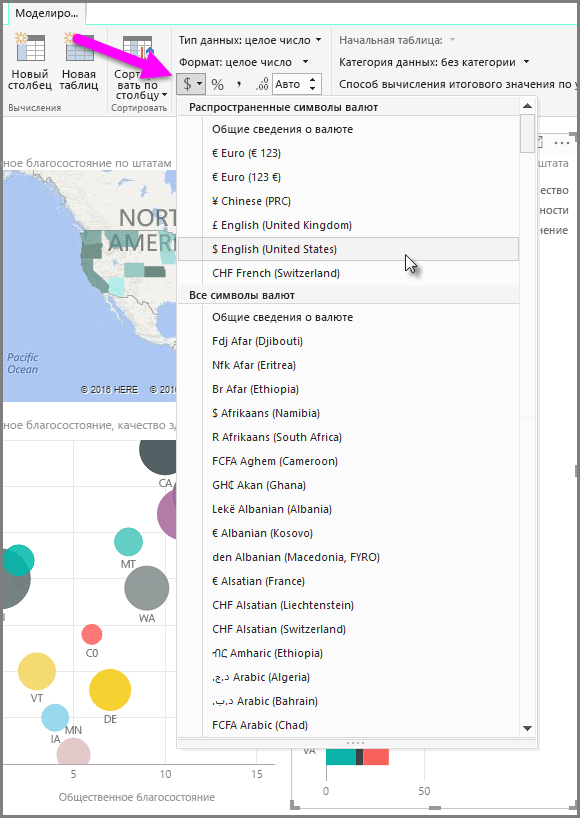 Моделиро...
Новый столбец
Новая таблиц
Сорт
вать по
столбцу
Вычисления
Сортировать
Тип данных: целое число
Формат: целое число
$ % , .00 Авто
Начальная таблица:
Категория данных: без категории
Способ вычисления итогового значения по у
Распространенные символы валют
Общие сведения о валюте
€ Euro (€ 123)
€ Euro (123 €)
¥ Chinese (PRC)
£ English (United Kingdom)
$ English (United States)
CHF French (Switzerland)
Все символы валют
Общие сведения о валюте
Fdj Afar (Djibouti)
Nfk Afar (Eritrea)
Br Afar (Ethiopia)
$ Afrikaans (Namibia)
R Afrikaans (South Africa)
FCFA Aghem (Cameroon)
GH₵ Akan (Ghana)
Lekë Albanian (Albania)
€ Albanian (Kosovo)
den Albanian (Macedonia, FYRO)
€ Alsatian (France)
CHF Alsatian (Liechtenstein)
CHF Alsatian (Switzerland)
ብር Amharic (Ethiopia)
د.ج.‏ Arabic (Algeria)
د.ب.‏ Arabic (Bahrain)
FCFA Arabic (Chad)
ное благосостояние по штатам
NORT
AMERI
Pacific
Ocean
© 2016 HERE © 20
ное благосостояние, качество зд
CA
MT
WA
CO
VT
DE
IA
MN
5 10 15
Общественное благосостояние
штата
ество
ности
нение
VA
0 50